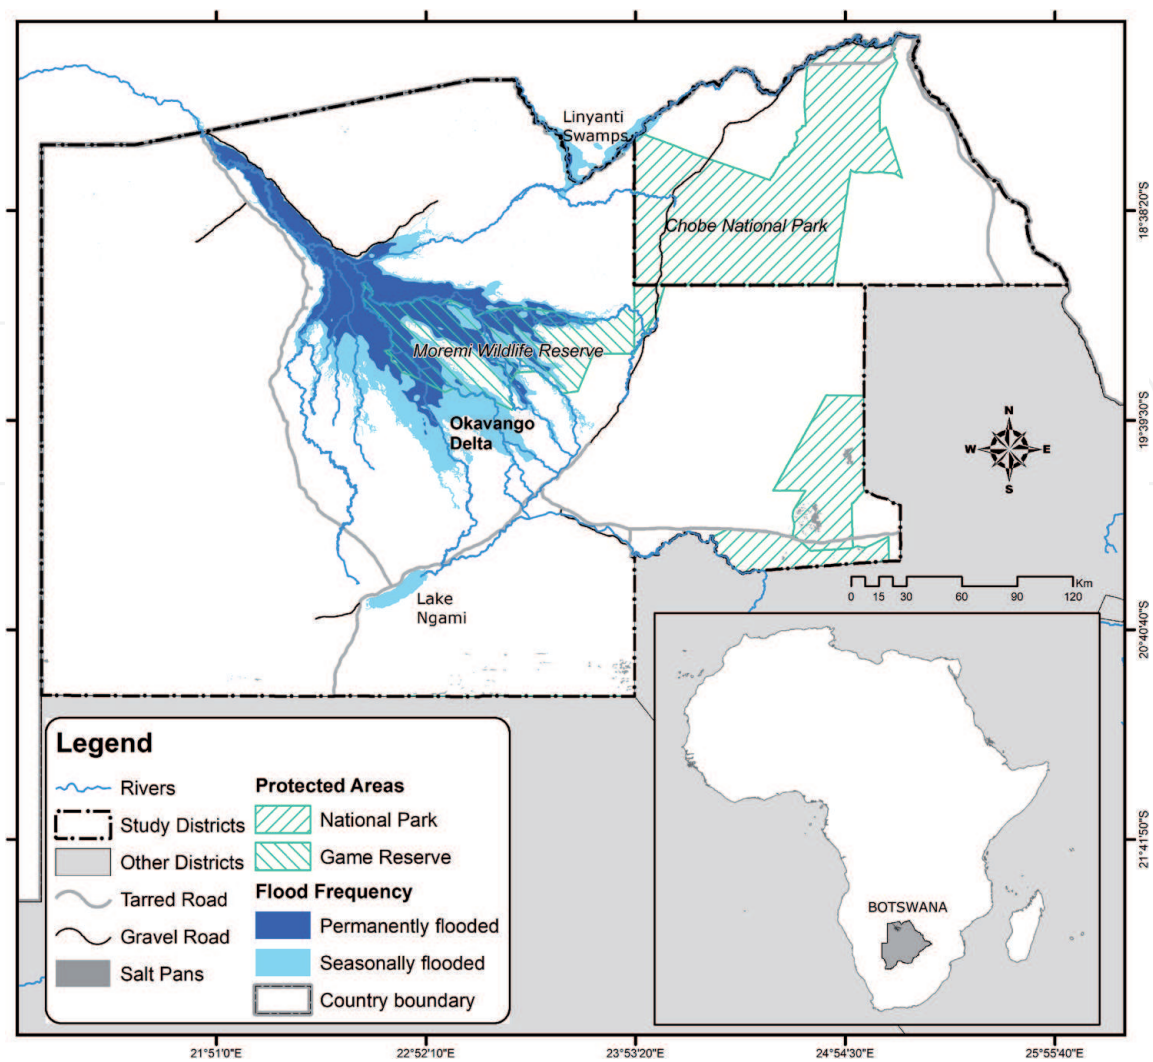 Linyanti
Swamps
Chobe National Park
Moremi Wildlife Reserve
Okavango
Delta
Lake
Ngami
N
W
E
S
Km
0 15 30 60 90 120
18°38'20"S
19°39'30"S
20°40'40"S
21°41'50"S
BOTSWANA
Legend
Rivers
Study Districts
Other Districts
Tarred Road
Gravel Road
Salt Pans
Protected Areas
National Park
Game Reserve
Flood Frequency
Permanently flooded
Seasonally flooded
Country boundary
21°51'0"E
22°52'10"E
23°53'20"E
24°54'30"E
25°55'40"E